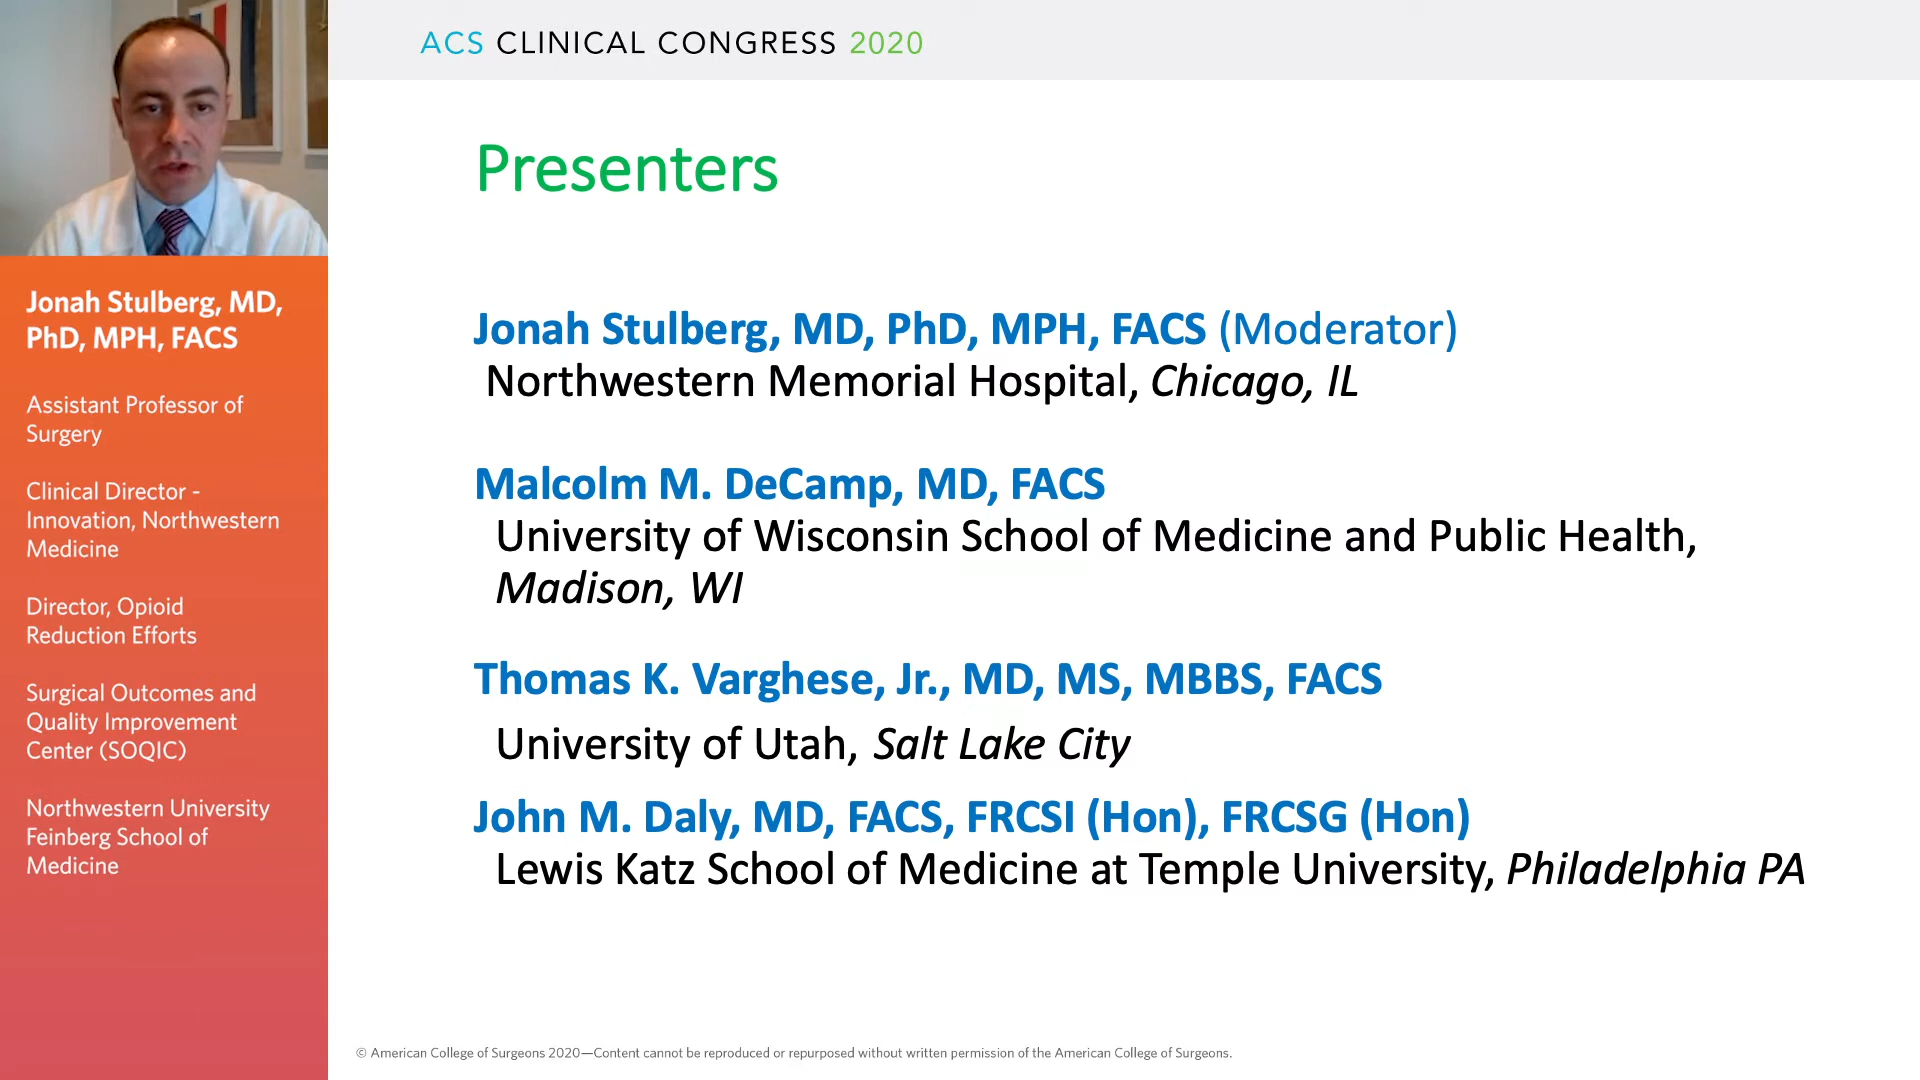 ACS CLINICAL CONGRESS 2020
Jonah Stulberg, MD,
PhD, MPH, FACS
Assistant Professor of
Surgery
Clinical Director -
Innovation, Northwestern
Medicine
Director, Opioid
Reduction Efforts
Surgical Outcomes and
Quality Improvement
Center (SOQIC)
Northwestern University
Feinberg School of
Medicine
Presenters
Jonah Stulberg, MD, PhD, MPH, FACS (Moderator)
Northwestern Memorial Hospital, Chicago, IL
Malcolm M. DeCamp, MD, FACS
University of Wisconsin School of Medicine and Public Health,
Madison, WI
Thomas K. Varghese, Jr., MD, MS, MBBS, FACS
University of Utah, Salt Lake City
John M. Daly, MD, FACS, FRCSI (Hon), FRCSG (Hon)
Lewis Katz School of Medicine at Temple University, Philadelphia PA
© American College of Surgeons 2020—Content cannot be reproduced or repurposed without written permission of the American College of Surgeons.